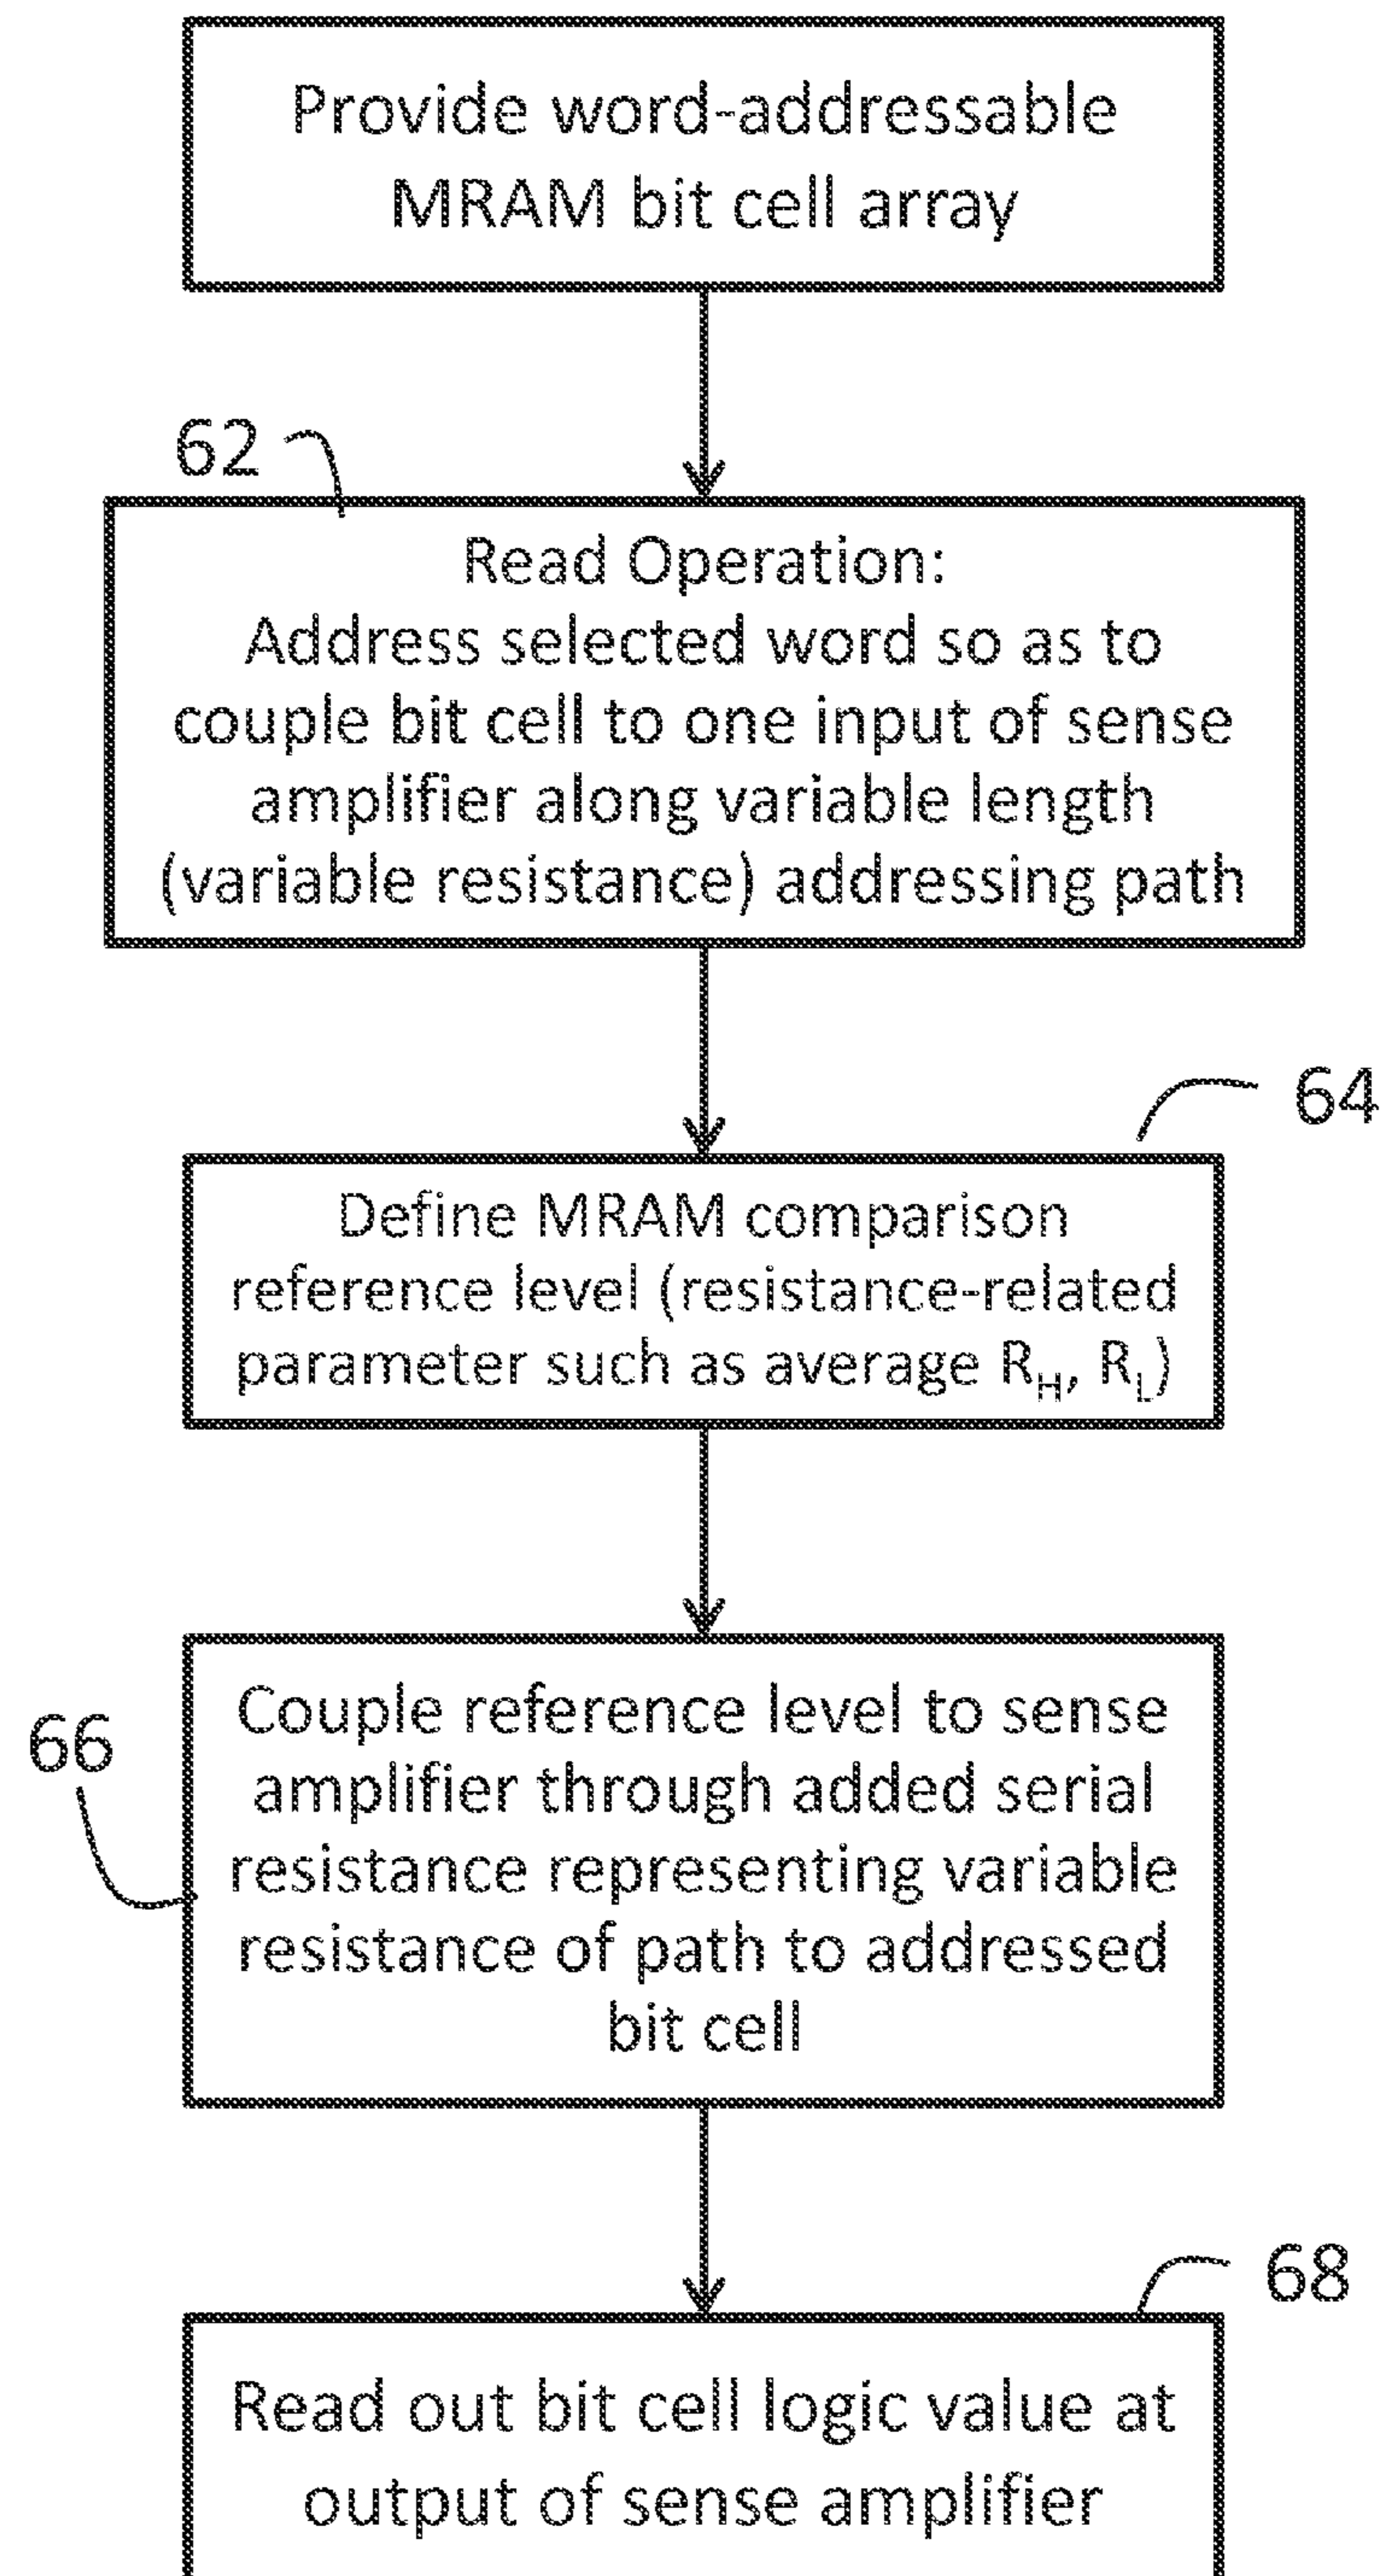 Provide word-addressable
MRAM bit cell array
62
Read Operation:
Address selected word so as to
couple bit cell to one input of sense
amplifier along variable length
(variable resistance) addressing path
64
Define MRAM comparison
reference level (resistance-related
parameter such as average R_H, R_L)
66
Couple reference level to sense
amplifier through added serial
resistance representing variable
resistance of path to addressed
bit cell
68
Read out bit cell logic value at
output of sense amplifier